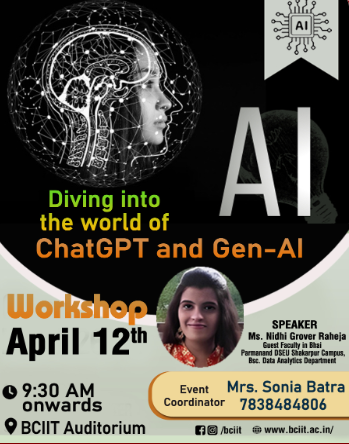 AI
AI
Diving into
the world of
ChatGPT and Gen-AI
Workshop
April 12th
SPEAKER
Ms. Nidhi Grover Raheja
Guest Faculty in Bhai
Parmanand DSEU Shakarpur Campus,
Bsc. Data Analytics Department
9:30 AM
onwards
BCIIT Auditorium
Event
Coordinator
Mrs. Sonia Batra
7838484806
/bciit
www.bciit.ac.in/